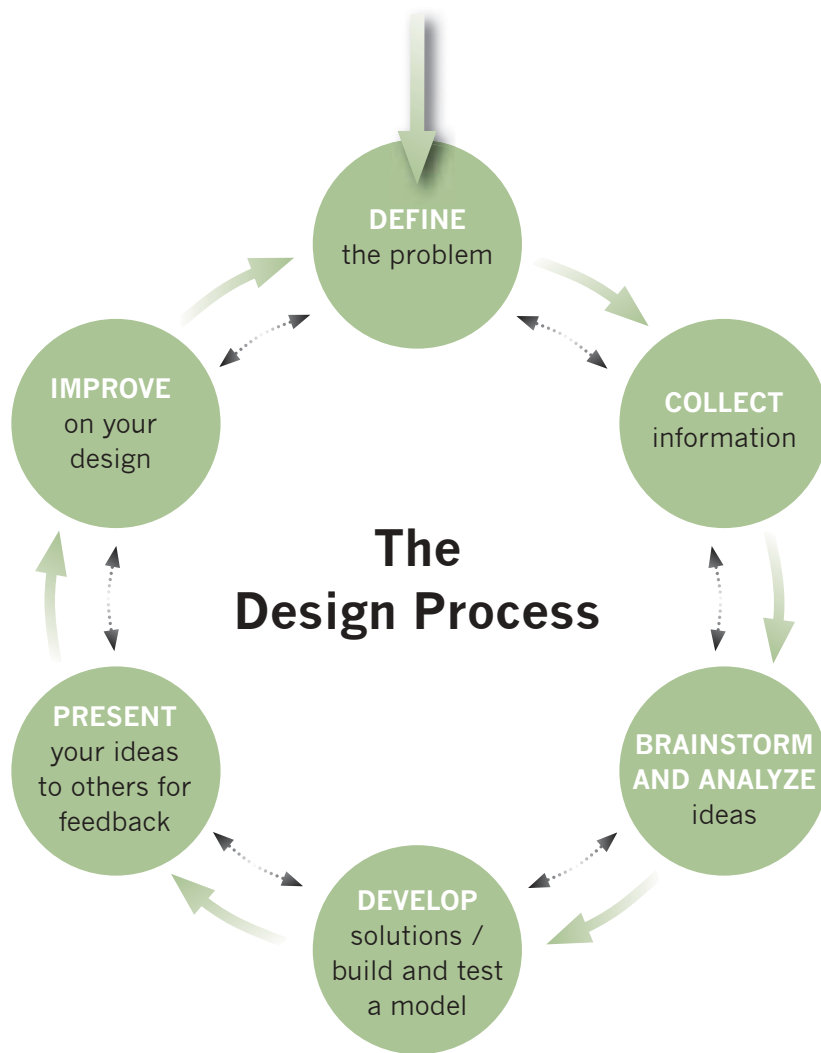 DEFINE
the problem
COLLECT
information
BRAINSTORM
AND ANALYZE
ideas
DEVELOP
solutions /
build and test
a model
PRESENT
your ideas
to others for
feedback
IMPROVE
on your
design
The
Design Process